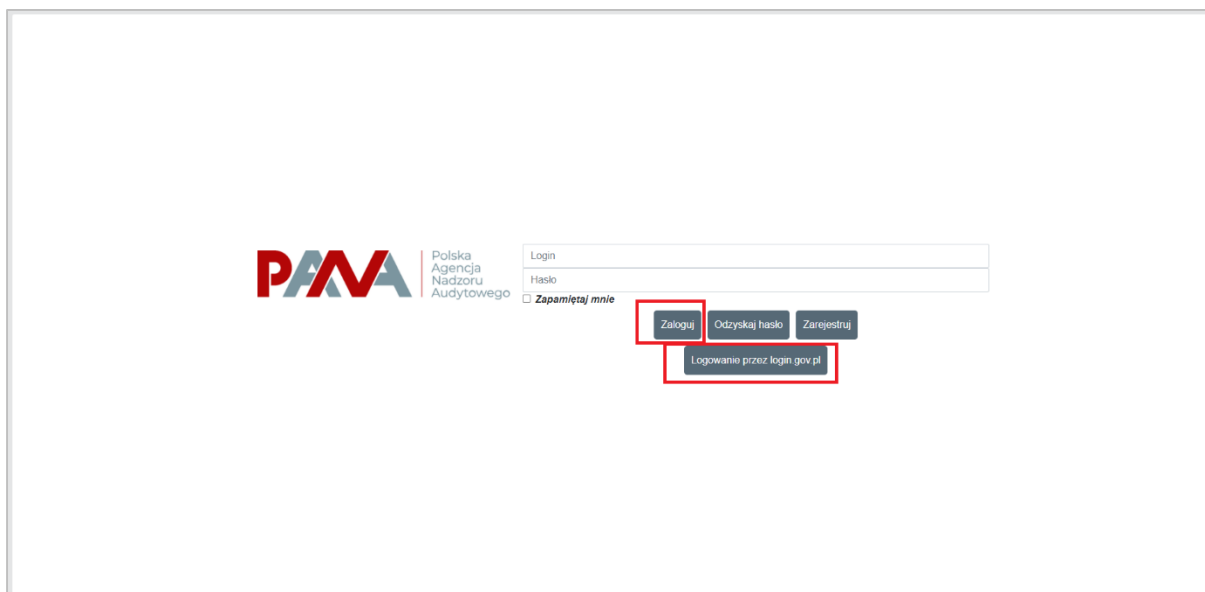 PANA
Polska
Agencja
Nadzoru
Audytowego
Login
Hasło
Zapamiętaj mnie
Zaloguj
Odzyskaj hasło
Zarejestruj
Logowanie przez login.gov.pl